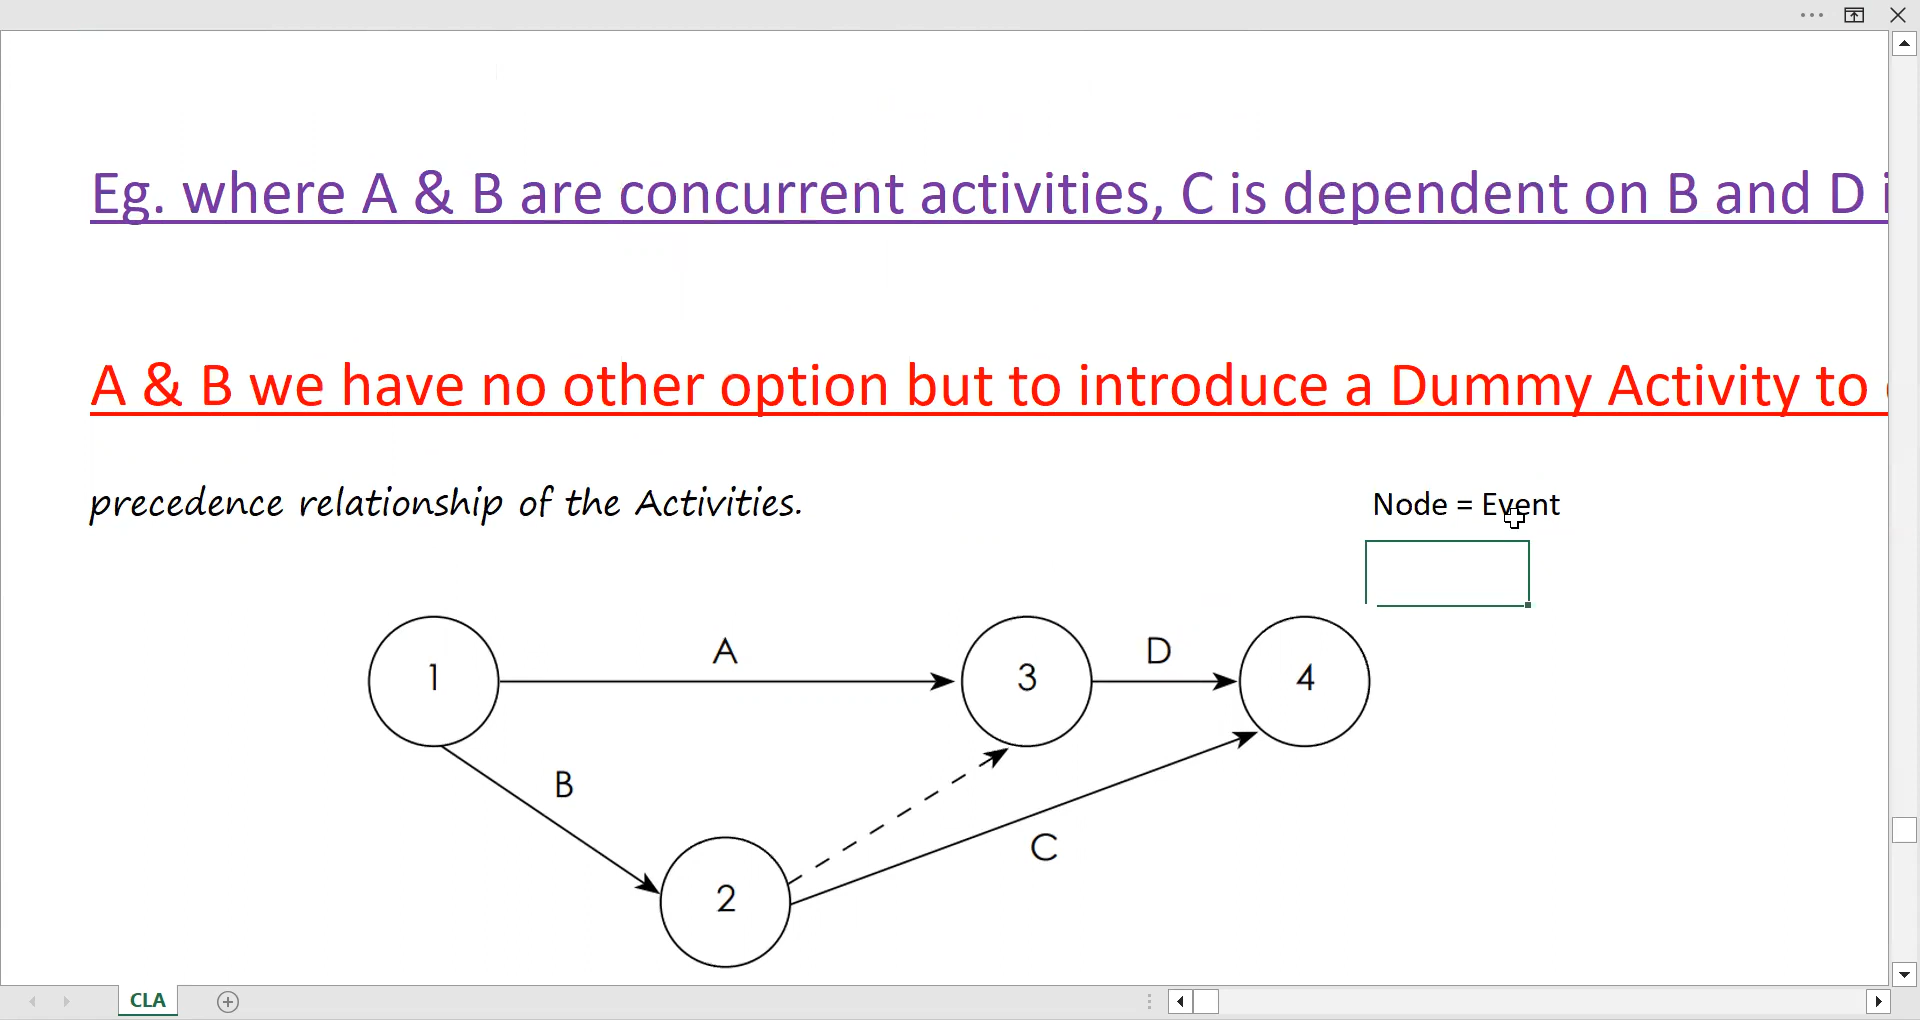 Eg. where A & B are concurrent activities, C is dependent on B and D i
A & B we have no other option but to introduce a Dummy Activity to
precedence relationship of the Activities.
Node = Event
A
D
1
3
4
B
C
2
CLA